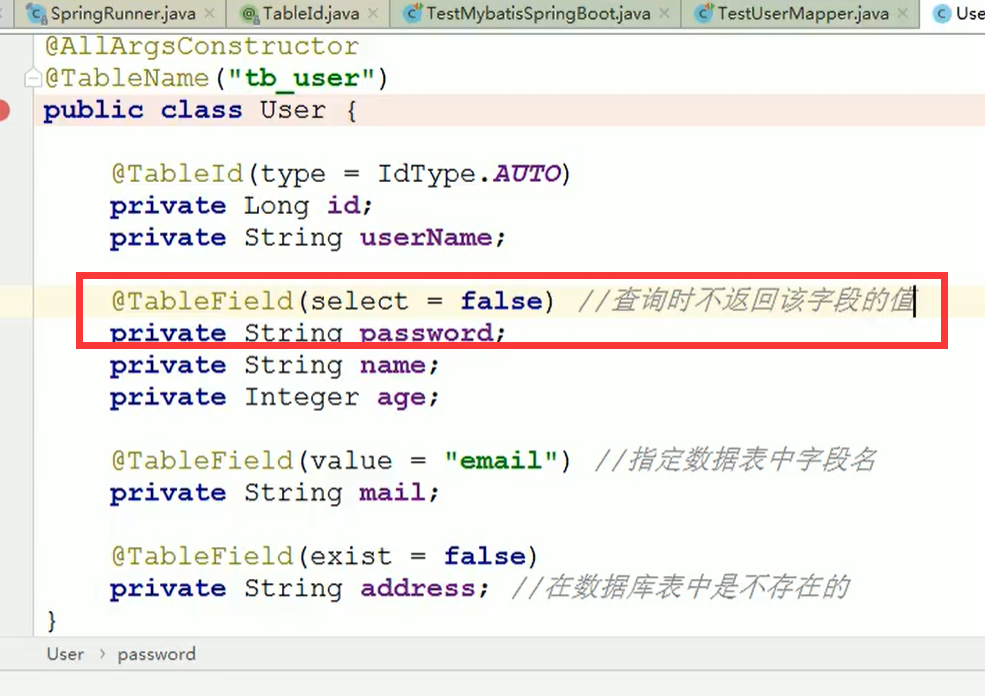 SpringRunner.java × TableId.java × TestMybatisSpringBoot.java × TestUserMapper.java × Use
@AllArgsConstructor
@TableName("tb_user")
public class User {
@TableId(type = IdType.AUTO)
private Long id;
private String userName;
@TableField(select = false) //查询时不返回该字段的值
private String password;
private String name;
private Integer age;
@TableField(value = "email") //指定数据表中字段名
private String mail;
@TableField(exist = false)
private String address; //在数据库表中是不存在的
}
User › password